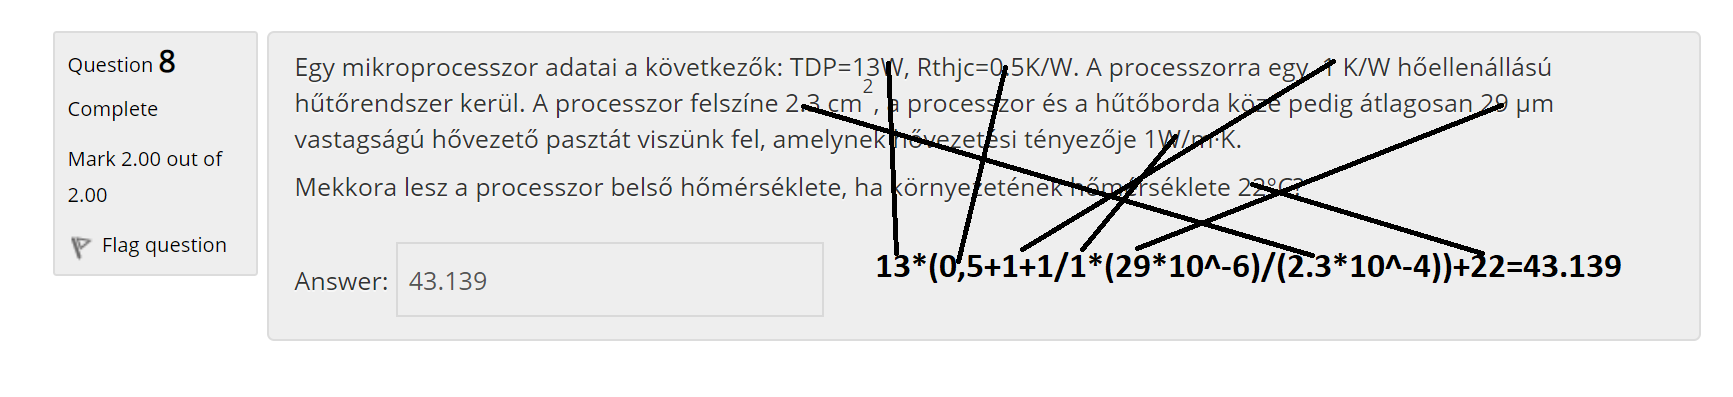 Question 8
Complete
Mark 2.00 out of
2.00
Flag question
Egy mikroprocesszor adatai a következők: TDP=13W, Rthjc=0.5K/W. A processzorra egy 1 K/W hőellenállású
hűtőrendszer kerül. A processzor felszíne 2.3 cm², a processzor és a hűtőborda közé pedig átlagosan 29 µm
vastagságú hővezető pasztát viszünk fel, amelynek hővezetési tényezője 1W/m·K.
Mekkora lesz a processzor belső hőmérséklete, ha környezetének hőmérséklete 22°C?
Answer: 43.139
13*(0,5+1+1/1*(29*10^-6)/(2.3*10^-4))+22=43.139